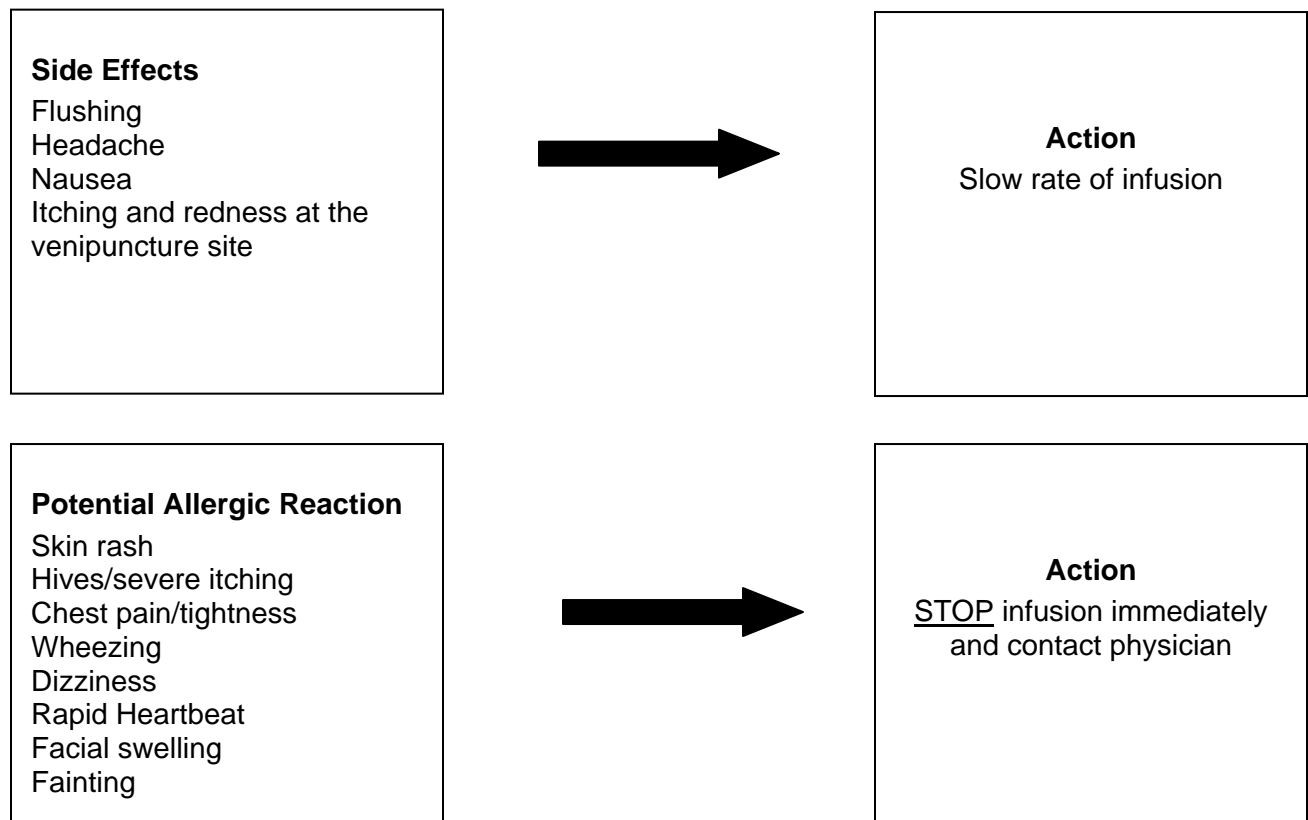 Side Effects
Flushing
Headache
Nausea
Itching and redness at the
venipuncture site
Action
Slow rate of infusion
Potential Allergic Reaction
Skin rash
Hives/severe itching
Chest pain/tightness
Wheezing
Dizziness
Rapid Heartbeat
Facial swelling
Fainting
Action
STOP infusion immediately
and contact physician